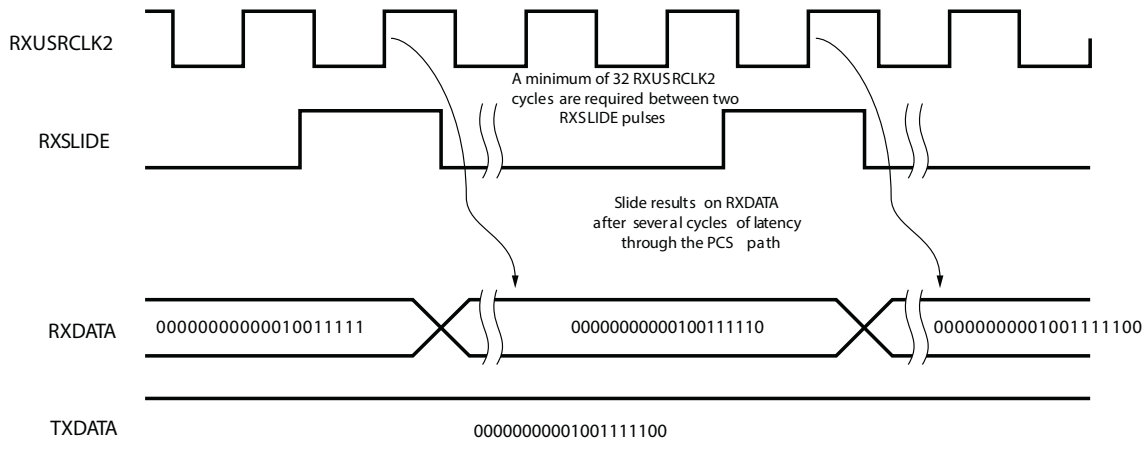 RXUSRCLK2
A minimum of 32 RXUSRCLK2
cycles are required between two
RXSLIDE pulses
RXSLIDE
Slide results on RXDATA
after several cycles of latency
through the PCS path
RXDATA
00000000000010011111
00000000000100111110
00000000001001111100
TXDATA
00000000001001111100